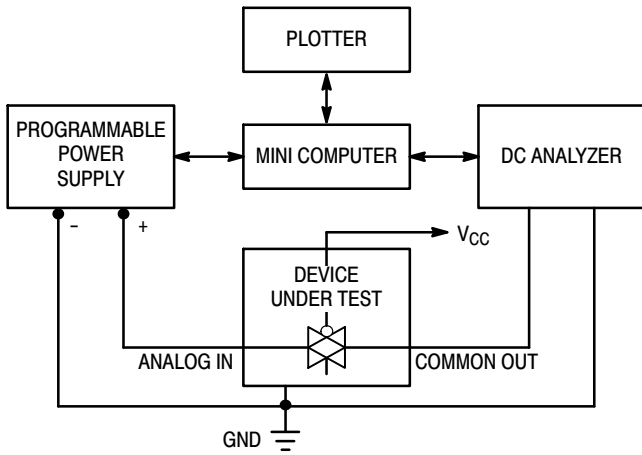 PLOTTER
PROGRAMMABLE
POWER
SUPPLY
MINI COMPUTER
DC ANALYZER
–
+
VCC
DEVICE
UNDER TEST
ANALOG IN
COMMON OUT
GND